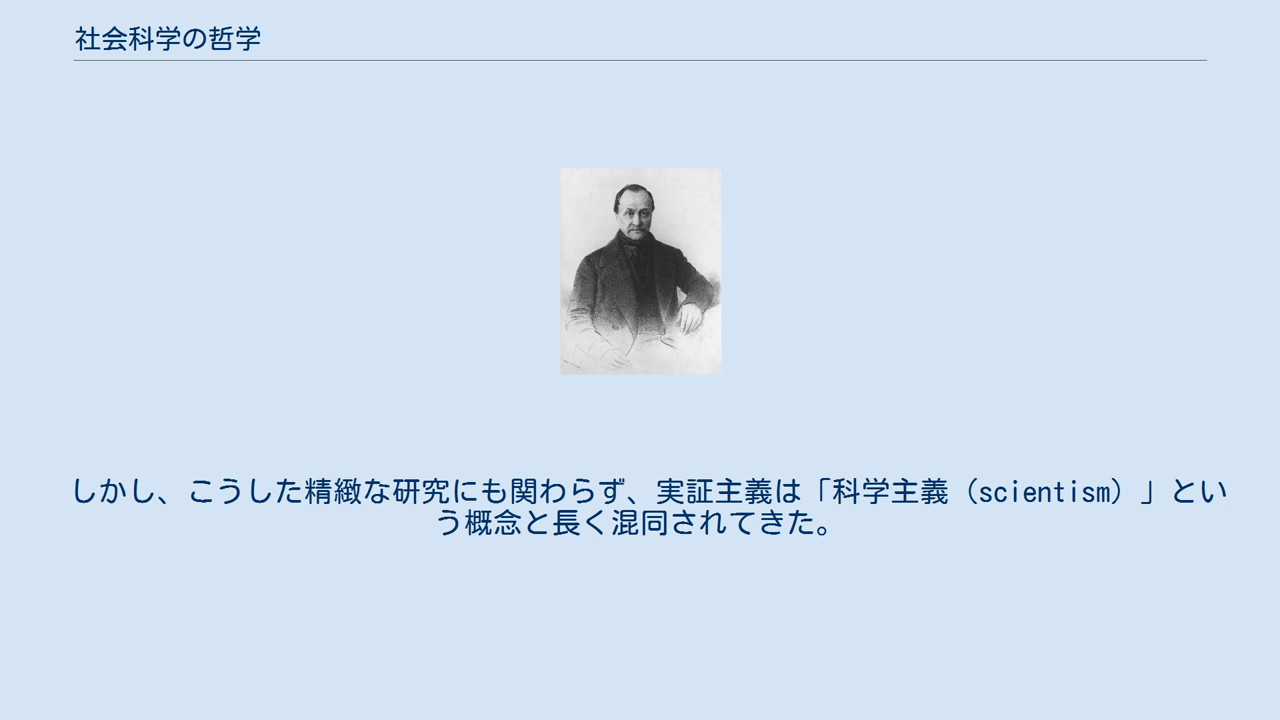 社会科学の哲学
しかし、こうした精緻な研究にも関わらず、実証主義は「科学主義（scientism）」とい
う概念と長く混同されてきた。